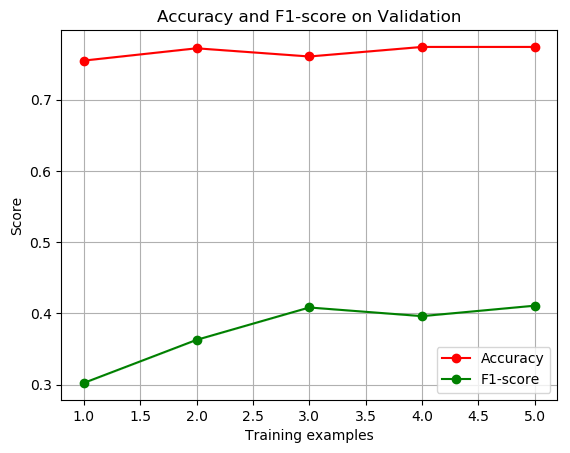 Accuracy and F1-score on Validation
Score
0.7
0.6
0.5
0.4
0.3
Accuracy
F1-score
1.0 1.5 2.0 2.5 3.0 3.5 4.0 4.5 5.0
Training examples